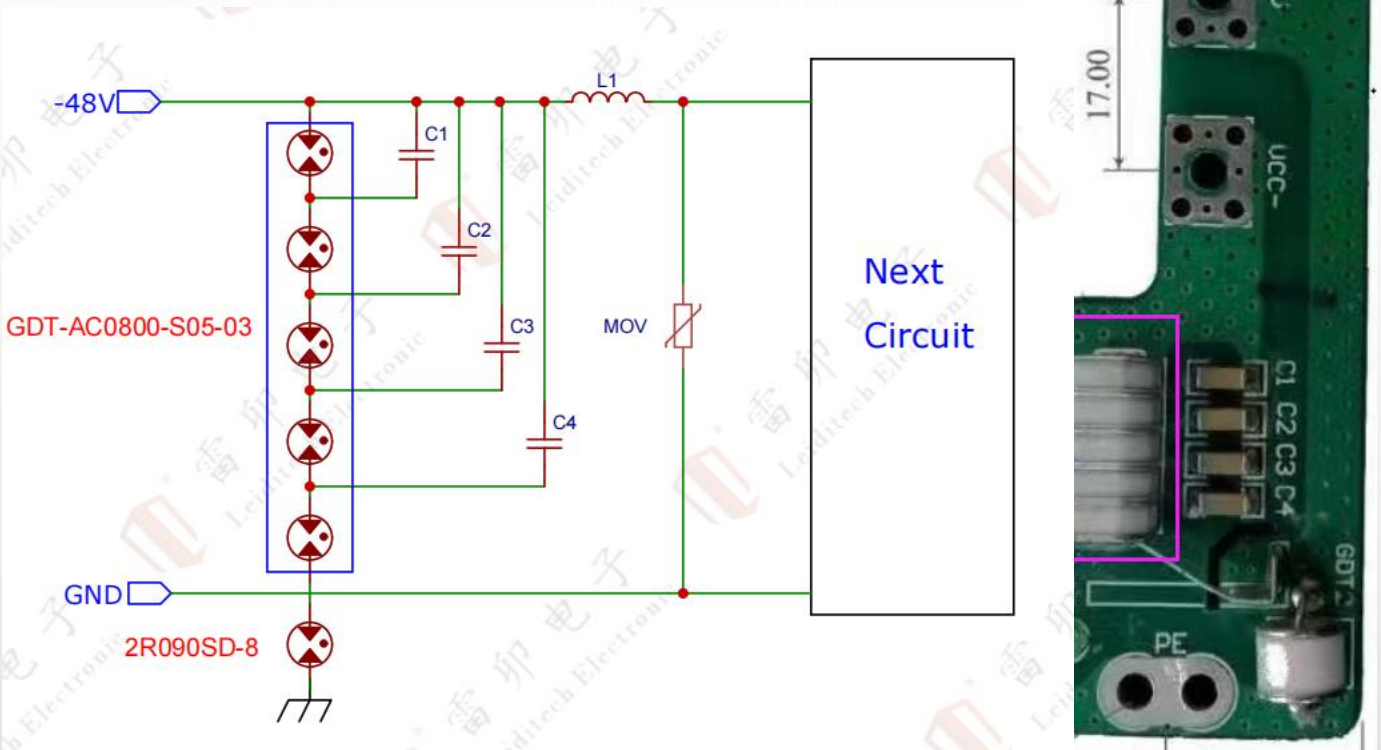 -48V
L1
C1
C2
GDT-AC0800-S05-03
C3
MOV
C4
Next
Circuit
GND
2R090SD-8
17.00
VCC-
C1
C2
C3
C4
PE
雷卯电子
Leiditech Electronic